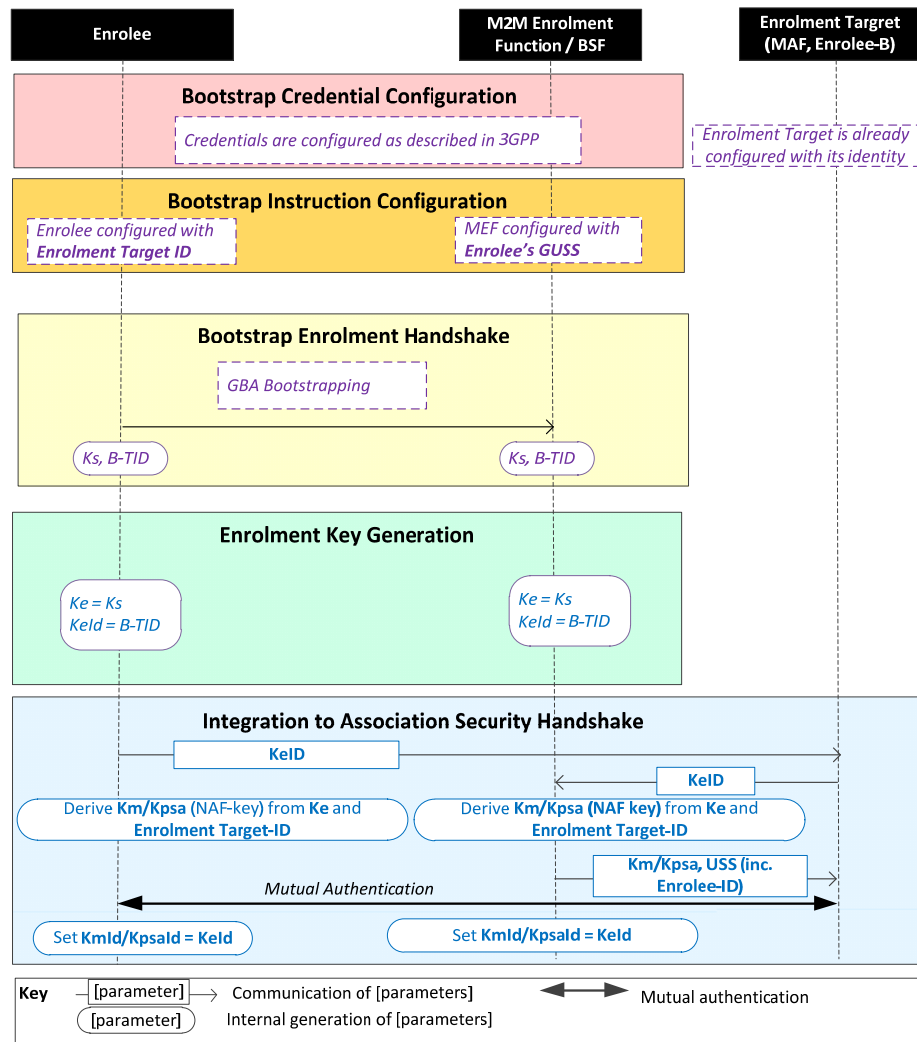 Enrolee
M2M Enrolment
Function / BSF
Enrolment Targret
(MAF, Enrolee-B)
Bootstrap Credential Configuration
Credentials are configured as described in 3GPP
Enrolment Target is already
configured with its identity
Bootstrap Instruction Configuration
Enrolee configured with
Enrolment Target ID
MEF configured with
Enrolee's GUSS
Bootstrap Enrolment Handshake
GBA Bootstrapping
Ks, B-TID
Ks, B-TID
Enrolment Key Generation
Ke = Ks
KeId = B-TID
Ke = Ks
KeId = B-TID
Integration to Association Security Handshake
KeID
KeID
Derive Km/Kpsa (NAF-key) from Ke and
Enrolment Target-ID
Derive Km/Kpsa (NAF key) from Ke and
Enrolment Target-ID
Km/Kpsa, USS (inc.
Enrolee-ID)
Mutual Authentication
Set KmId/KpsaId = KeId
Set KmId/KpsaId = KeId
Key
[parameter]
Communication of [parameters]
Mutual authentication
[parameter]
Internal generation of [parameters]